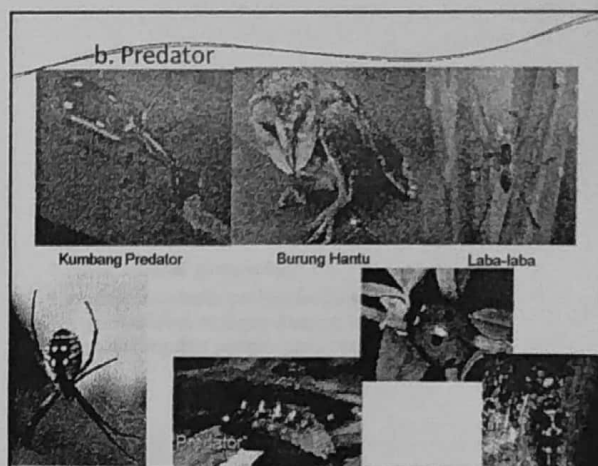 b. Predator
Kumbang Predator
Burung Hantu
Laba-laba
Predator